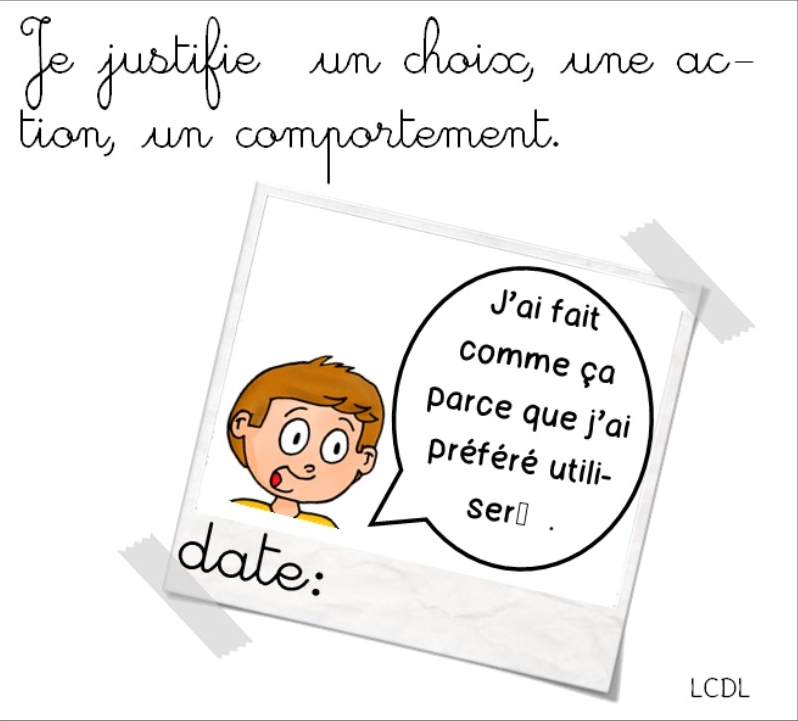 Je justifie un choix, une ac-
tion, un comportement.
J'ai fait
comme ça
parce que j'ai
préféré utili-
ser▯ .
date:
LCDL